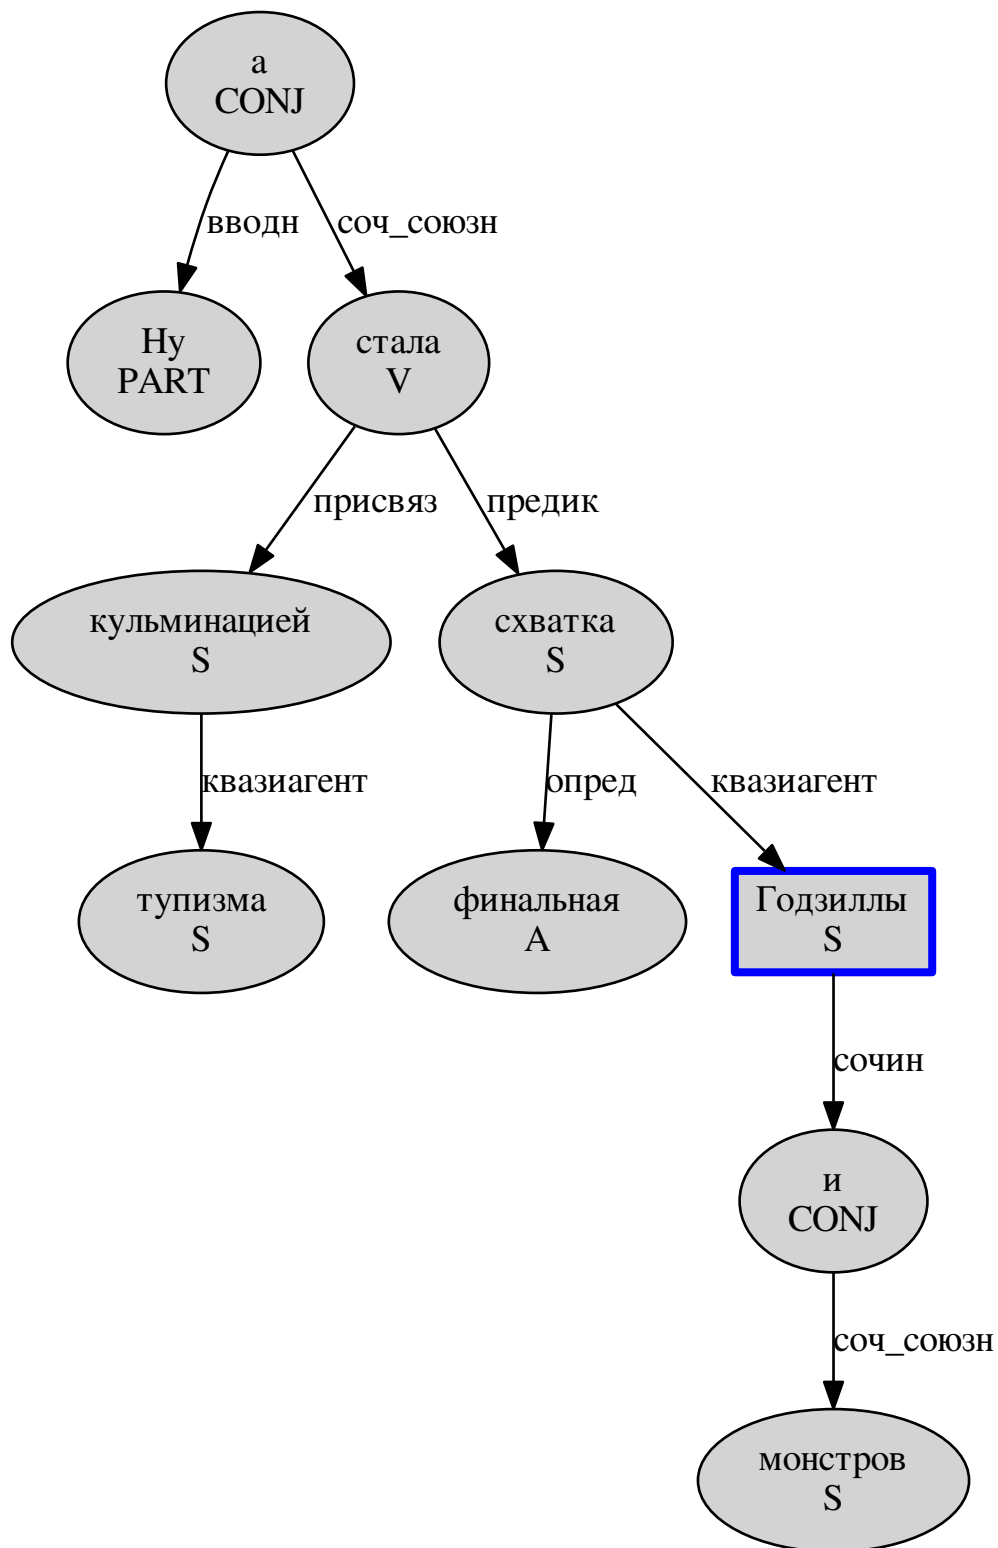 а
CONJ
вводн
соч_союзн
Ну
PART
стала
V
присвяз
предик
кульминацией
S
схватка
S
квазиагент
опред
квазиагент
тупизма
S
финальная
A
Годзиллы
S
сочин
и
CONJ
соч_союзн
монстров
S